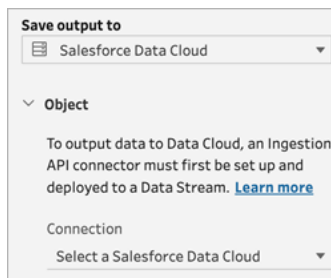 Save output to
Salesforce Data Cloud
Object
To output data to Data Cloud, an Ingestion
API connector must first be set up and
deployed to a Data Stream. Learn more
Connection
Select a Salesforce Data Cloud